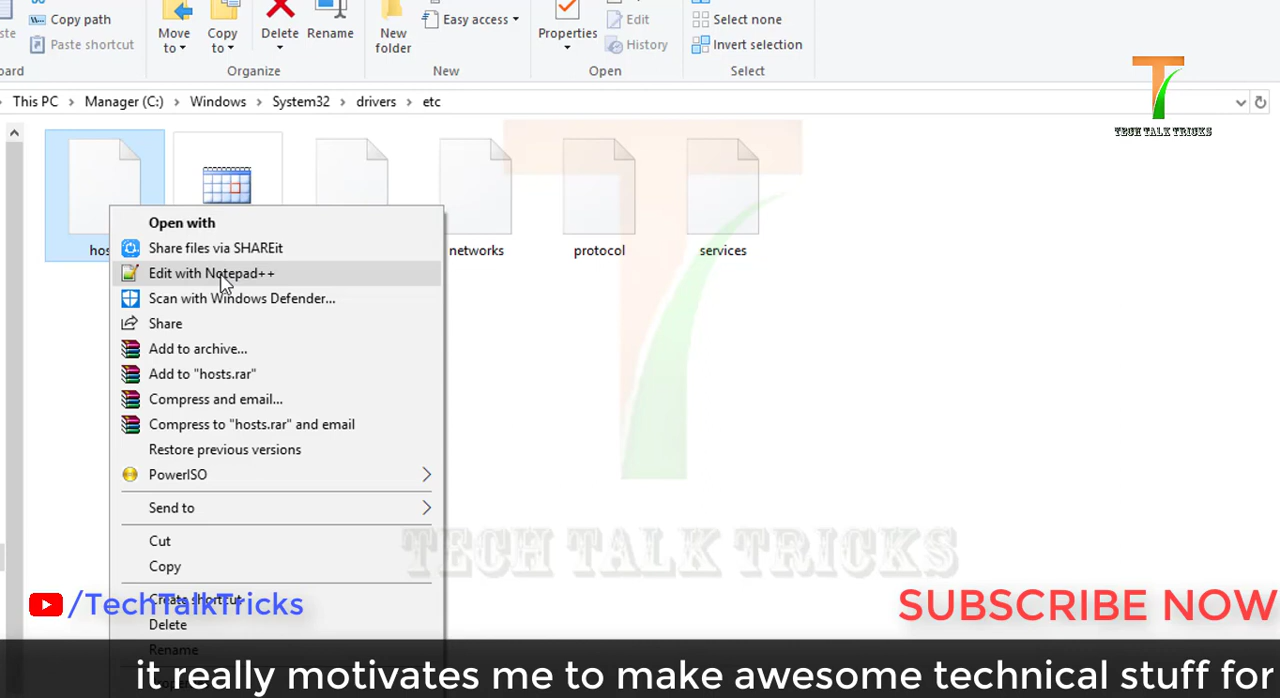 Copy path
Paste shortcut
Move to
Copy to
Delete
Rename
New folder
Easy access
Properties
Edit
History
Select none
Invert selection
Organize
New
Open
Select
This PC > Manager (C:) > Windows > System32 > drivers > etc
TECH TALK TRICKS
networks
protocol
services
Open with
Share files via SHAREit
Edit with Notepad++
Scan with Windows Defender...
Share
Add to archive...
Add to "hosts.rar"
Compress and email...
Compress to "hosts.rar" and email
Restore previous versions
PowerISO
Send to
Cut
Copy
Create shortcut
Delete
Rename
TECH TALK TRICKS
/TechTalkTricks
SUBSCRIBE NOW
it really motivates me to make awesome technical stuff for